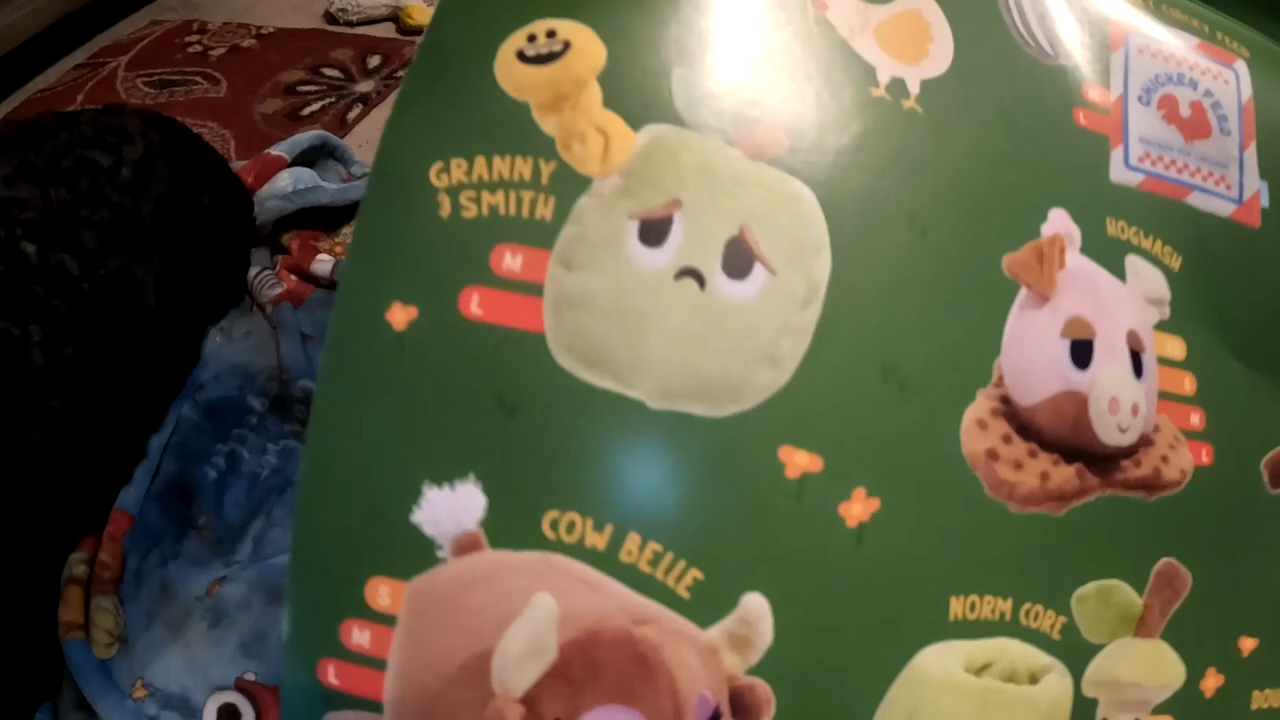 GRANNY
SMITH
M
L
L
CHICKEN FEED
HOGWASH
S
M
L
COW BELLE
S
M
L
NORM CORE